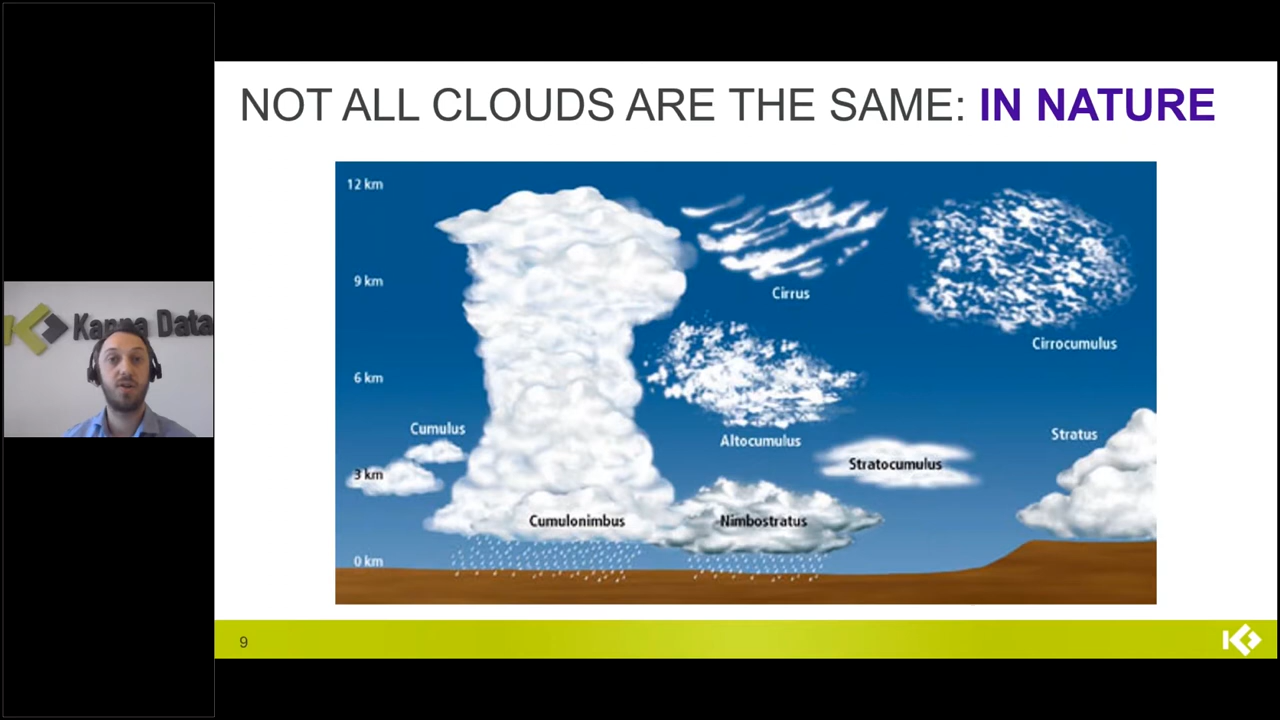 NOT ALL CLOUDS ARE THE SAME: IN NATURE
12 km
9 km
Cirrus
Cirrocumulus
6 km
Cumulus
Altocumulus
Stratus
Stratocumulus
3 km
Cumulonimbus
Nimbostratus
0 km
Kappa Data
9